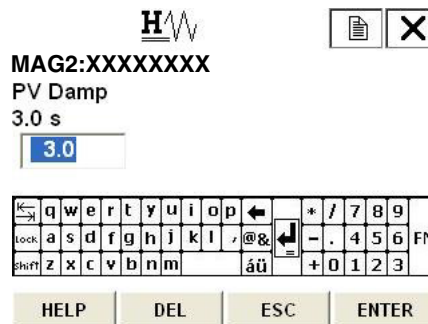 H
MAG2:XXXXXXXX
PV Damp
3.0 s
3.0
q w e r t y u i o p * / 7 8 9
Lock a s d f g h j k l , @& - . 4 5 6 FN
Shift z x c v b n m áü = + 0 1 2 3
HELP DEL ESC ENTER